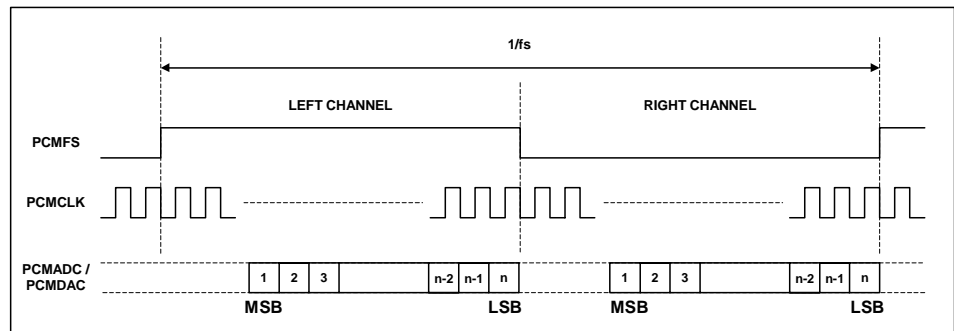 1/fs
LEFT CHANNEL RIGHT CHANNEL
PCMFS
PCMCLK
PCMADC /
PCMDAC
1 2 3 n-2 n-1 n 1 2 3 n-2 n-1 n
MSB LSB MSB LSB